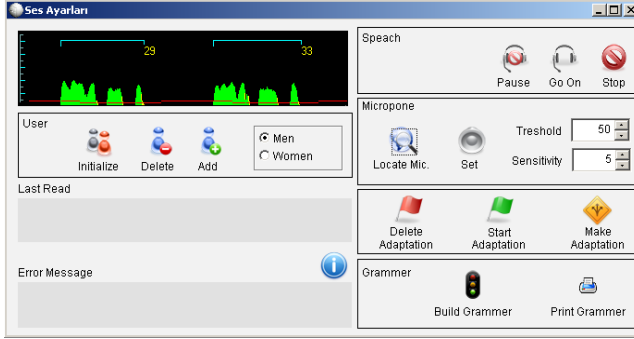 Ses Ayarları
29
33
User
Initialize
Delete
Add
Men
Women
Last Read
Error Message
Speach
Pause
Go On
Stop
Micropone
Locate Mic.
Set
Treshold
50
Sensitivity
5
Delete
Adaptation
Start
Adaptation
Make
Adaptation
Grammer
Build Grammer
Print Grammer